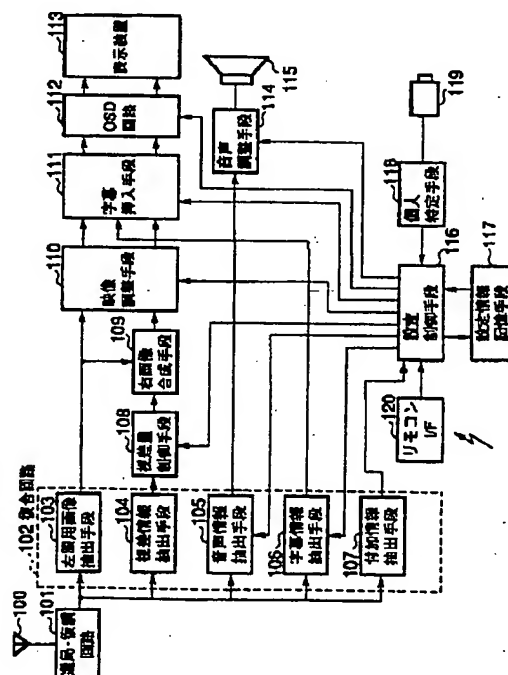 100
101
選局・復調
回路
102 復合回路
103
左眼用画像
抽出手段
104
視差情報
抽出手段
105
音声情報
抽出手段
106
字幕情報
抽出手段
107
付加情報
抽出手段
108
視差量
制御手段
109
右画像
合成手段
110
映像
調整手段
111
字幕
挿入手段
112
OSD
回路
113
表示装置
114
音声
調整手段
115
116
設定
制御手段
117
設定情報
記憶手段
118
個人
特定手段
119
120
リモコン
I/F